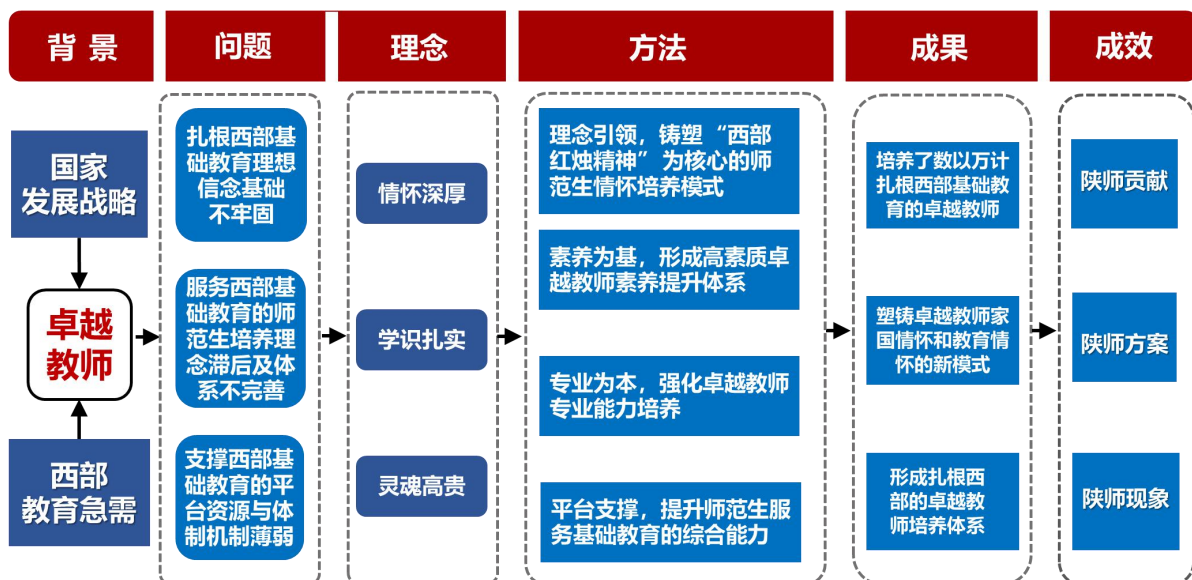 背 景
问题
理念
方法
成果
成效
国家
发展战略
卓越
教师
西部
教育急需
扎根西部基
础教育理想
信念基础
不牢固
服务西部基
础教育的师
范生培养理
念滞后及体
系不完善
支撑西部基
础教育的平
台资源与体
制机制薄弱
情怀深厚
学识扎实
灵魂高贵
理念引领，铸塑“西部
红烛精神”为核心的师
范生情怀培养模式
素养为基，形成高素质卓
越教师素养提升体系
专业为本，强化卓越教师
专业能力培养
平台支撑，提升师范生服
务基础教育的综合能力
培养了数以万计
扎根西部基础教
育的卓越教师
塑铸卓越教师家
国情怀和教育情
怀的新模式
形成扎根西
部的卓越教
师培养体系
陕师贡献
陕师方案
陕师现象